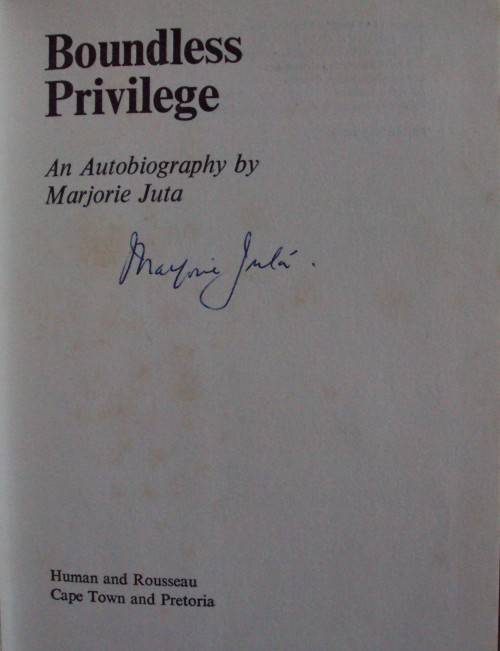 Boundless
Privilege
An Autobiography by
Marjorie Juta
Marjorie Juta.
Human and Rousseau
Cape Town and Pretoria